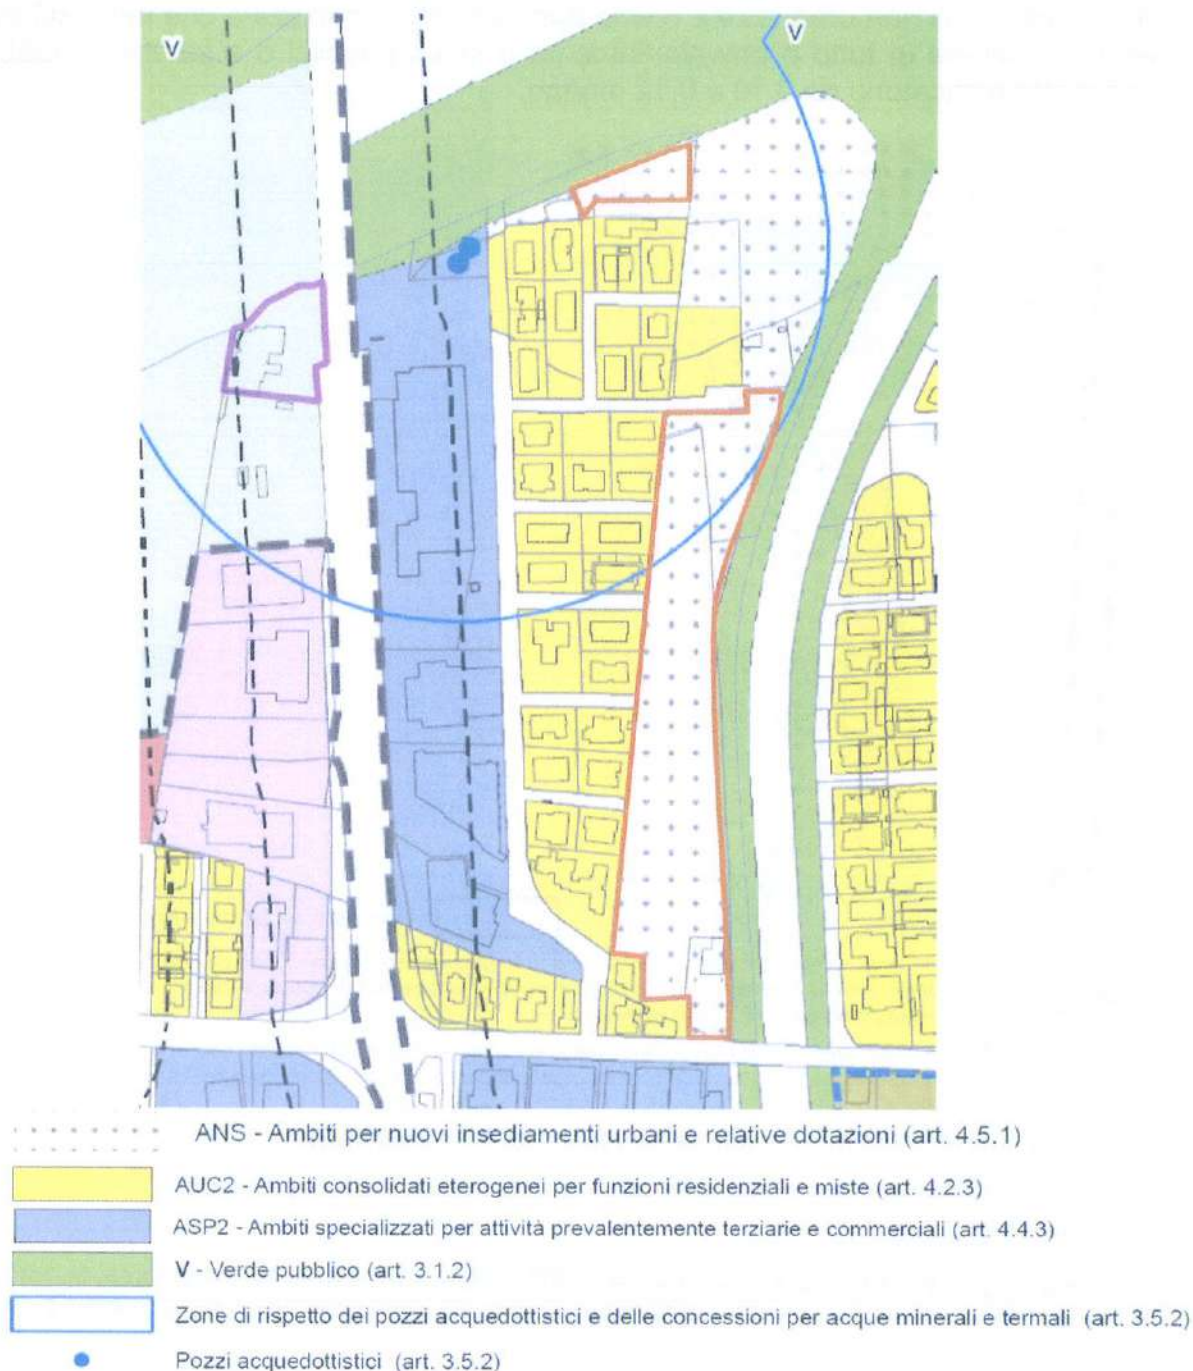 V
V
ANS - Ambiti per nuovi insediamenti urbani e relative dotazioni (art. 4.5.1)
AUC2 - Ambiti consolidati eterogenei per funzioni residenziali e miste (art. 4.2.3)
ASP2 - Ambiti specializzati per attività prevalentemente terziarie e commerciali (art. 4.4.3)
V - Verde pubblico (art. 3.1.2)
Zone di rispetto dei pozzi acquedottistici e delle concessioni per acque minerali e termali (art. 3.5.2)
Pozzi acquedottistici (art. 3.5.2)